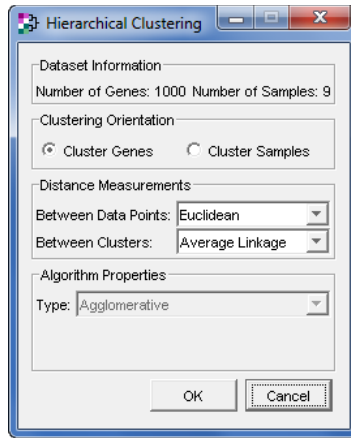 Hierarchical Clustering
Dataset Information
Number of Genes: 1000 Number of Samples: 9
Clustering Orientation
Cluster Genes Cluster Samples
Distance Measurements
Between Data Points: Euclidean
Between Clusters: Average Linkage
Algorithm Properties
Type: Agglomerative
OK Cancel